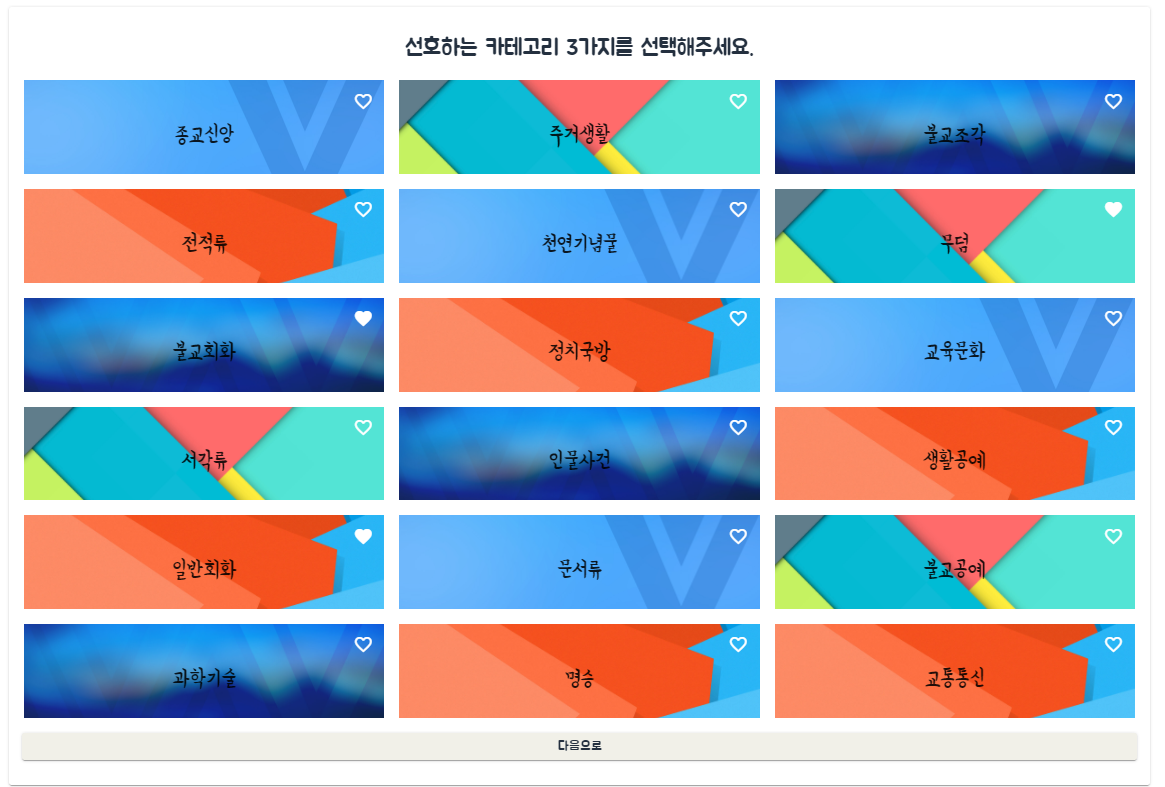 선호하는 카테고리 3가지를 선택해주세요.
종교신앙
주거생활
불교조각
전적류
천연기념물
무덤
불교회화
정치국방
교육문화
서각류
인물사건
생활공예
일반회화
문서류
불교공예
과학기술
명승
교통통신
다음으로